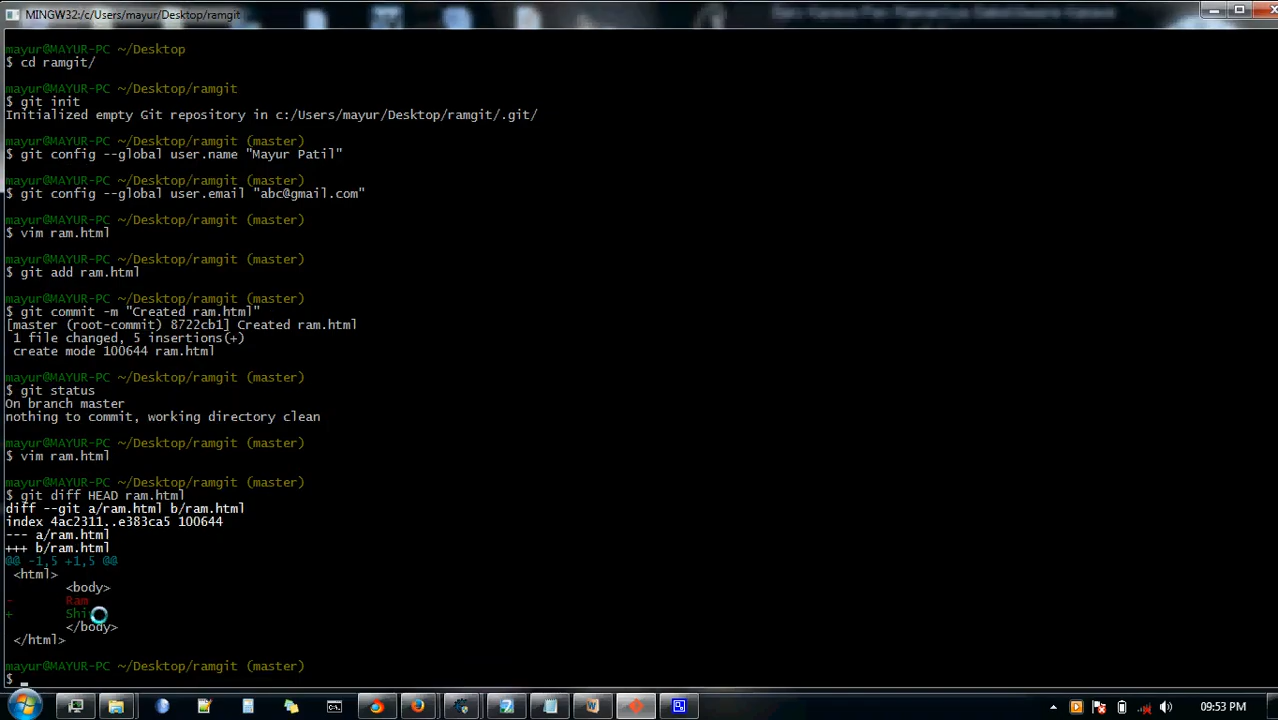 MINGW32:/c/Users/mayur/Desktop/ramgit
mayur@MAYUR-PC ~/Desktop
$ cd ramgit/
mayur@MAYUR-PC ~/Desktop/ramgit
$ git init
Initialized empty Git repository in c:/Users/mayur/Desktop/ramgit/.git/
mayur@MAYUR-PC ~/Desktop/ramgit (master)
$ git config --global user.name "Mayur Patil"
mayur@MAYUR-PC ~/Desktop/ramgit (master)
$ git config --global user.email "abc@gmail.com"
mayur@MAYUR-PC ~/Desktop/ramgit (master)
$ vim ram.html
mayur@MAYUR-PC ~/Desktop/ramgit (master)
$ git add ram.html
mayur@MAYUR-PC ~/Desktop/ramgit (master)
$ git commit -m "Created ram.html"
[master (root-commit) 8722cb1] Created ram.html
1 file changed, 5 insertions(+)
create mode 100644 ram.html
mayur@MAYUR-PC ~/Desktop/ramgit (master)
$ git status
On branch master
nothing to commit, working directory clean
mayur@MAYUR-PC ~/Desktop/ramgit (master)
$ vim ram.html
mayur@MAYUR-PC ~/Desktop/ramgit (master)
$ git diff HEAD ram.html
diff --git a/ram.html b/ram.html
index 4ac2311..e383ca5 100644
--- a/ram.html
+++ b/ram.html
@@ -1,5 +1,5 @@
<html>
<body>
- Ram
+
</body>
</html>
mayur@MAYUR-PC ~/Desktop/ramgit (master)
$
09:53 PM